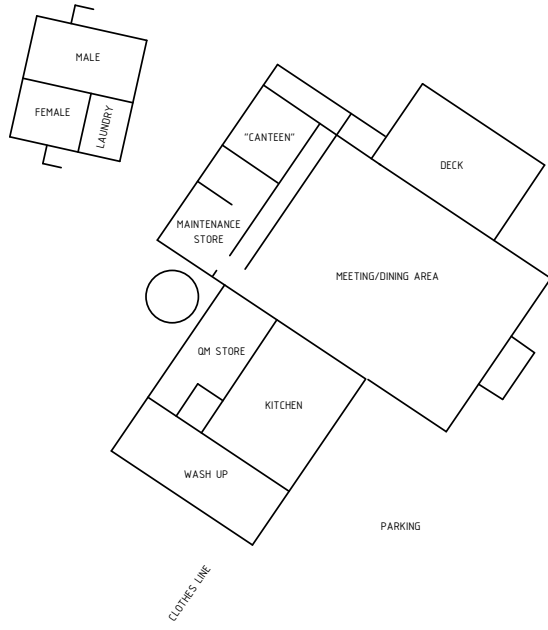 MALE
FEMALE
LAUNDRY
"CANTEEN"
DECK
MAINTENANCE
STORE
MEETING/DINING AREA
QM STORE
KITCHEN
WASH UP
PARKING
CLOTHES LINE